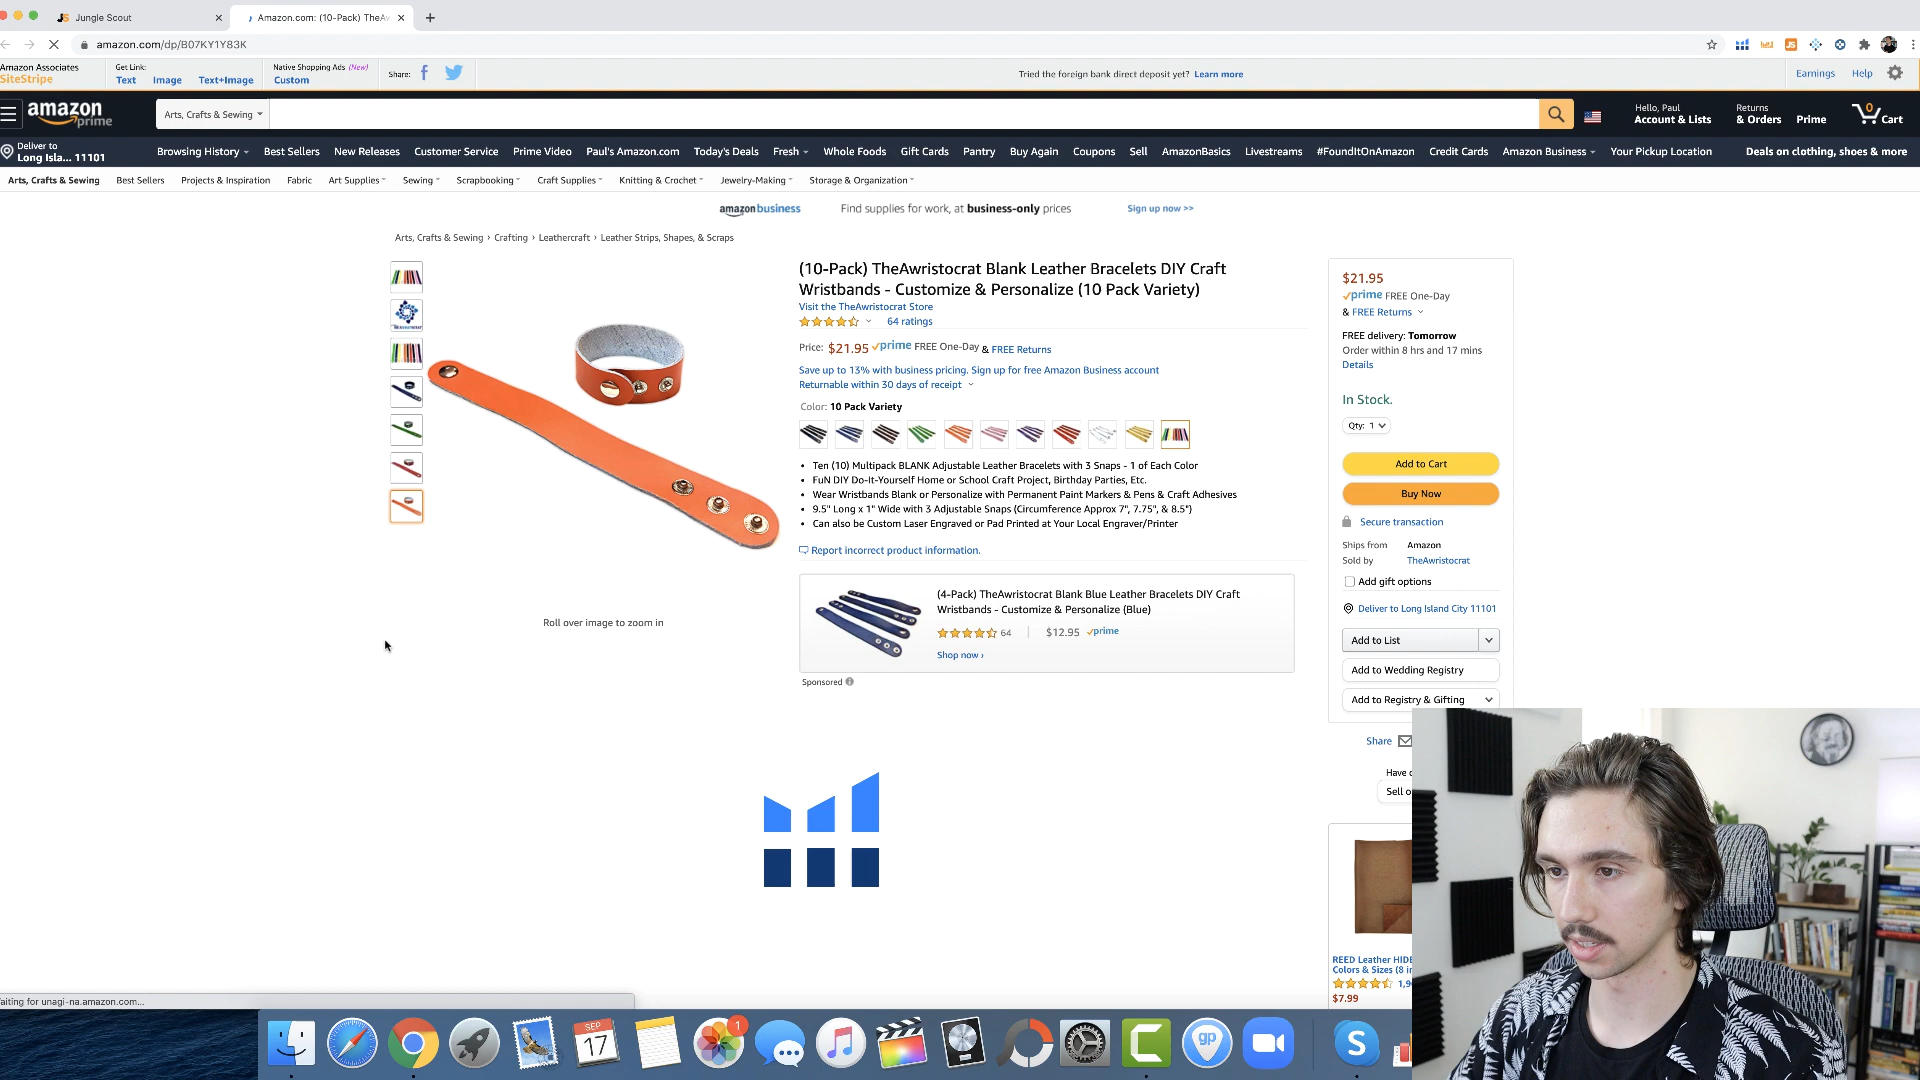 Jungle Scout
Amazon.com: (10-Pack) TheAw
amazon.com/dp/B07KY1Y83K
Amazon Associates
SiteStripe
Get Link:
Text Image Text+Image
Native Shopping Ads (New)
Custom
Share:
Tried the foreign bank direct deposit yet? Learn more
Earnings Help
amazon prime
Arts, Crafts & Sewing
Hello, Paul
Account & Lists
Returns
& Orders
Prime
0
Cart
Deliver to
Long Isla... 11101
Browsing History Best Sellers New Releases Customer Service Prime Video Paul's Amazon.com Today's Deals Fresh Whole Foods Gift Cards Pantry Buy Again Coupons Sell AmazonBasics Livestreams #FoundItOnAmazon Credit Cards Amazon Business Your Pickup Location Deals on clothing, shoes & more
Arts, Crafts & Sewing Best Sellers Projects & Inspiration Fabric Art Supplies Sewing Scrapbooking Craft Supplies Knitting & Crochet Jewelry-Making Storage & Organization
amazon business Find supplies for work, at business-only prices Sign up now >>
Arts, Crafts & Sewing › Crafting › Leathercraft › Leather Strips, Shapes, & Scraps
(10-Pack) TheAwristocrat Blank Leather Bracelets DIY Craft
Wristbands - Customize & Personalize (10 Pack Variety)
Visit the TheAwristocrat Store
64 ratings
Price: $21.95 prime FREE One-Day & FREE Returns
Save up to 13% with business pricing. Sign up for free Amazon Business account
Returnable within 30 days of receipt
Color: 10 Pack Variety
• Ten (10) Multipack BLANK Adjustable Leather Bracelets with 3 Snaps - 1 of Each Color
• FuN DIY Do-It-Yourself Home or School Craft Project, Birthday Parties, Etc.
• Wear Wristbands Blank or Personalize with Permanent Paint Markers & Pens & Craft Adhesives
• 9.5" Long x 1" Wide with 3 Adjustable Snaps (Circumference Approx 7", 7.75", & 8.5")
• Can also be Custom Laser Engraved or Pad Printed at Your Local Engraver/Printer
Report incorrect product information.
(4-Pack) TheAwristocrat Blank Blue Leather Bracelets DIY Craft
Wristbands - Customize & Personalize (Blue)
64 | $12.95 prime
Shop now ›
Sponsored
Roll over image to zoom in
$21.95
prime FREE One-Day
& FREE Returns
FREE delivery: Tomorrow
Order within 8 hrs and 17 mins
Details
In Stock.
Qty: 1
Add to Cart
Buy Now
Secure transaction
Ships from Amazon
Sold by TheAwristocrat
Add gift options
Deliver to Long Island City 11101
Add to List
Add to Wedding Registry
Add to Registry & Gifting
Share
Have
Sell
REED Leather HIDE
Colors & Sizes (8
$7.99
aiting for unagi-na.amazon.com...
SEP
17
1
gp
S